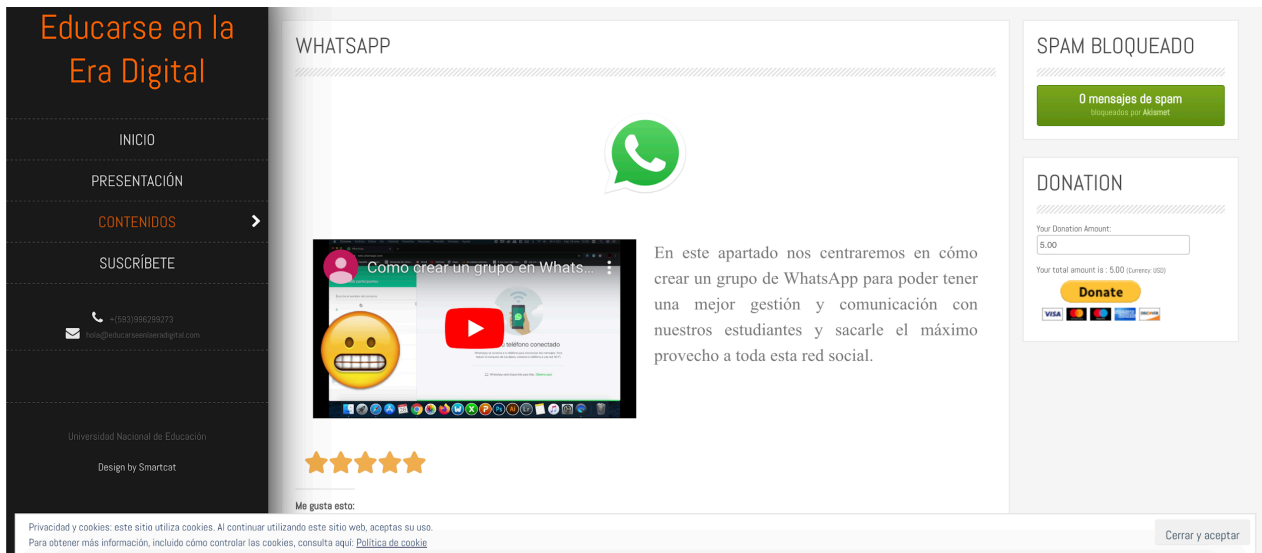 Educarse en la
Era Digital
INICIO
PRESENTACIÓN
CONTENIDOS
SUSCRÍBETE
+(593)996299273
hola@educarseenlaeradigital.com
Universidad Nacional de Educación
Design by Smartcat
WHATSAPP
Como crear un grupo en Whats...
teléfono conectado
En este apartado nos centraremos en cómo
crear un grupo de WhatsApp para poder tener
una mejor gestión y comunicación con
nuestros estudiantes y sacarle el máximo
provecho a toda esta red social.
Me gusta esto:
SPAM BLOQUEADO
0 mensajes de spam
bloqueados por Akismet
DONATION
Your Donation Amount:
5.00
Your total amount is : 5.00 (Currency: USD)
Donate
VISA
DISCOVER
Privacidad y cookies: este sitio utiliza cookies. Al continuar utilizando este sitio web, aceptas su uso.
Para obtener más información, incluido cómo controlar las cookies, consulta aquí: Política de cookie
Cerrar y aceptar